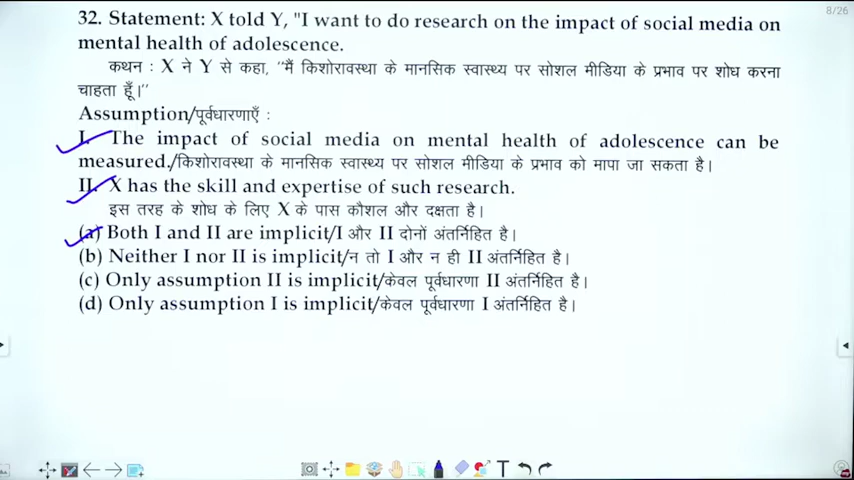 8/26
32. Statement: X told Y, "I want to do research on the impact of social media on
mental health of adolescence.
कथन : X ने Y से कहा, "मैं किशोरावस्था के मानसिक स्वास्थ्य पर सोशल मीडिया के प्रभाव पर शोध करना
चाहता हूँ।"
Assumption/पूर्वधारणाएँ :
I. The impact of social media on mental health of adolescence can be
measured./किशोरावस्था के मानसिक स्वास्थ्य पर सोशल मीडिया के प्रभाव को मापा जा सकता है।
II. X has the skill and expertise of such research.
इस तरह के शोध के लिए X के पास कौशल और दक्षता है।
(a) Both I and II are implicit/I और II दोनों अंतर्निहित है।
(b) Neither I nor II is implicit/न तो I और न ही II अंतर्निहित है।
(c) Only assumption II is implicit/केवल पूर्वधारणा II अंतर्निहित है।
(d) Only assumption I is implicit/केवल पूर्वधारणा I अंतर्निहित है।